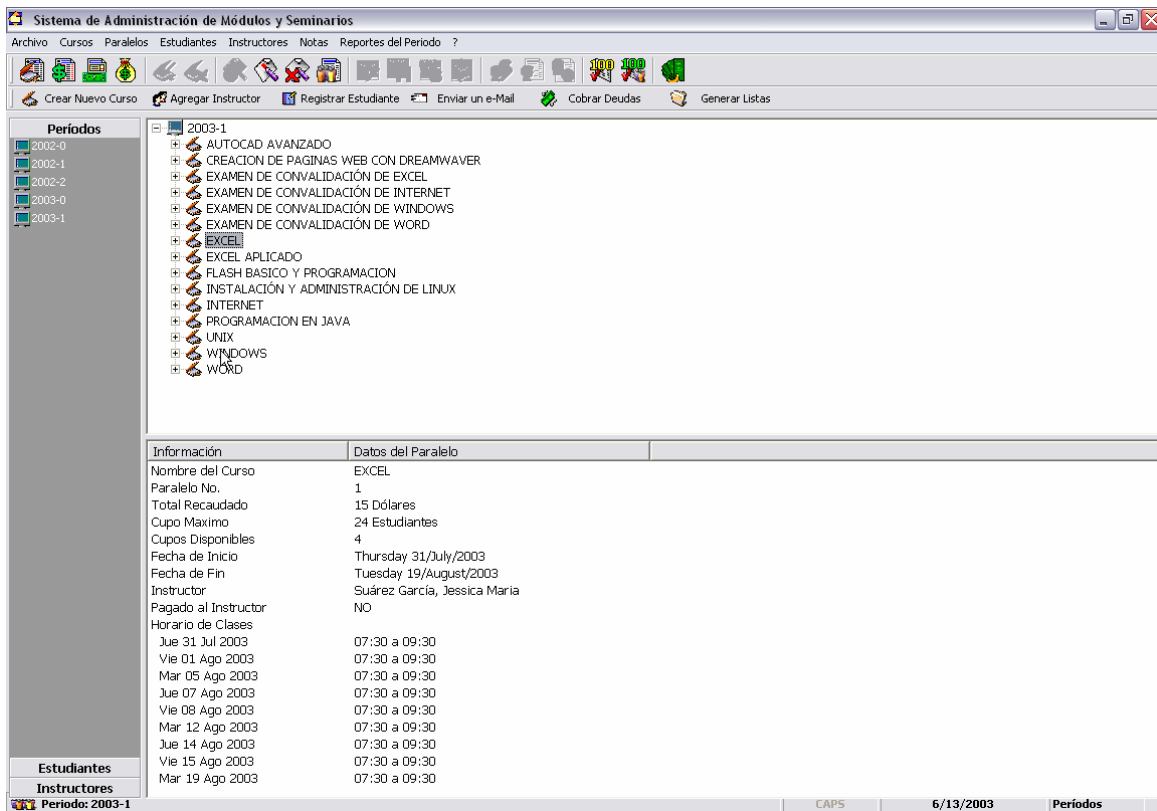 Sistema de Administración de Módulos y Seminarios
Archivo Cursos Paralelos Estudiantes Instructores Notas Reportes del Periodo ?
100 100
Crear Nuevo Curso Agregar Instructor Registrar Estudiante Enviar un e-Mail Cobrar Deudas Generar Listas
Períodos
2002-0
2002-1
2002-2
2003-0
2003-1
Estudiantes
Instructores
2003-1
AUTOCAD AVANZADO
CREACION DE PAGINAS WEB CON DREAMWAVER
EXAMEN DE CONVALIDACIÓN DE EXCEL
EXAMEN DE CONVALIDACIÓN DE INTERNET
EXAMEN DE CONVALIDACIÓN DE WINDOWS
EXAMEN DE CONVALIDACIÓN DE WORD
EXCEL
EXCEL APLICADO
FLASH BASICO Y PROGRAMACION
INSTALACIÓN Y ADMINISTRACIÓN DE LINUX
INTERNET
PROGRAMACION EN JAVA
UNIX
WINDOWS
WORD
Información Datos del Paralelo
Nombre del Curso EXCEL
Paralelo No. 1
Total Recaudado 15 Dólares
Cupo Maximo 24 Estudiantes
Cupos Disponibles 4
Fecha de Inicio Thursday 31/July/2003
Fecha de Fin Tuesday 19/August/2003
Instructor Suárez García, Jessica Maria
Pagado al Instructor NO
Horario de Clases
Jue 31 Jul 2003 07:30 a 09:30
Vie 01 Ago 2003 07:30 a 09:30
Mar 05 Ago 2003 07:30 a 09:30
Jue 07 Ago 2003 07:30 a 09:30
Vie 08 Ago 2003 07:30 a 09:30
Mar 12 Ago 2003 07:30 a 09:30
Jue 14 Ago 2003 07:30 a 09:30
Vie 15 Ago 2003 07:30 a 09:30
Mar 19 Ago 2003 07:30 a 09:30
Periodo: 2003-1 CAPS 6/13/2003 Períodos